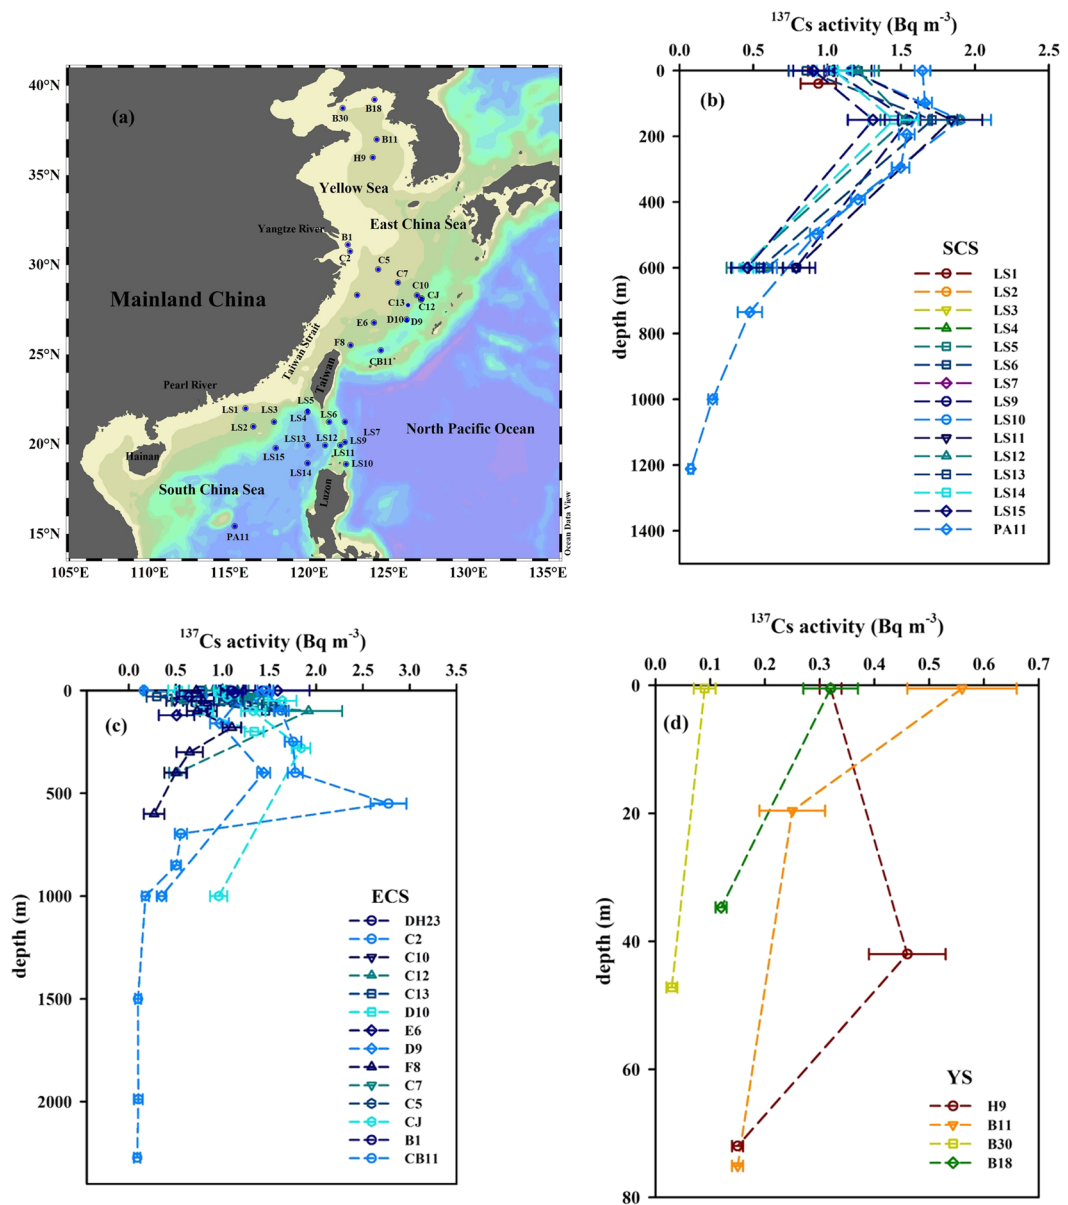 (a)
40°N
35°N
30°N
25°N
20°N
15°N
105°E 110°E 115°E 120°E 125°E 130°E 135°E
B18
B30
B11
H9
Yellow Sea
East China Sea
Yangtze River
B1
C2
C5
C7
Mainland China
C10
CJ
C13
C12
D10
D9
E6
Taiwan Strait
F8
CB11
Taiwan
Pearl River
LS5
LS1
LS3
LS4
LS6
LS2
LS7
North Pacific Ocean
LS13
LS12
LS9
Hainan
LS15
LS11
LS14
LS10
South China Sea
Luzon
PA11
Ocean Data View
137Cs activity (Bq m-3)
0.0 0.5 1.0 1.5 2.0 2.5
(b)
depth (m)
0
200
400
600
800
1000
1200
1400
SCS
LS1
LS2
LS3
LS4
LS5
LS6
LS7
LS9
LS10
LS11
LS12
LS13
LS14
LS15
PA11
137Cs activity (Bq m-3)
0.0 0.5 1.0 1.5 2.0 2.5 3.0 3.5
(c)
depth (m)
0
500
1000
1500
2000
ECS
DH23
C2
C10
C12
C13
D10
E6
D9
F8
C7
C5
CJ
B1
CB11
137Cs activity (Bq m-3)
0.0 0.1 0.2 0.3 0.4 0.5 0.6 0.7
(d)
depth (m)
0
20
40
60
80
YS
H9
B11
B30
B18